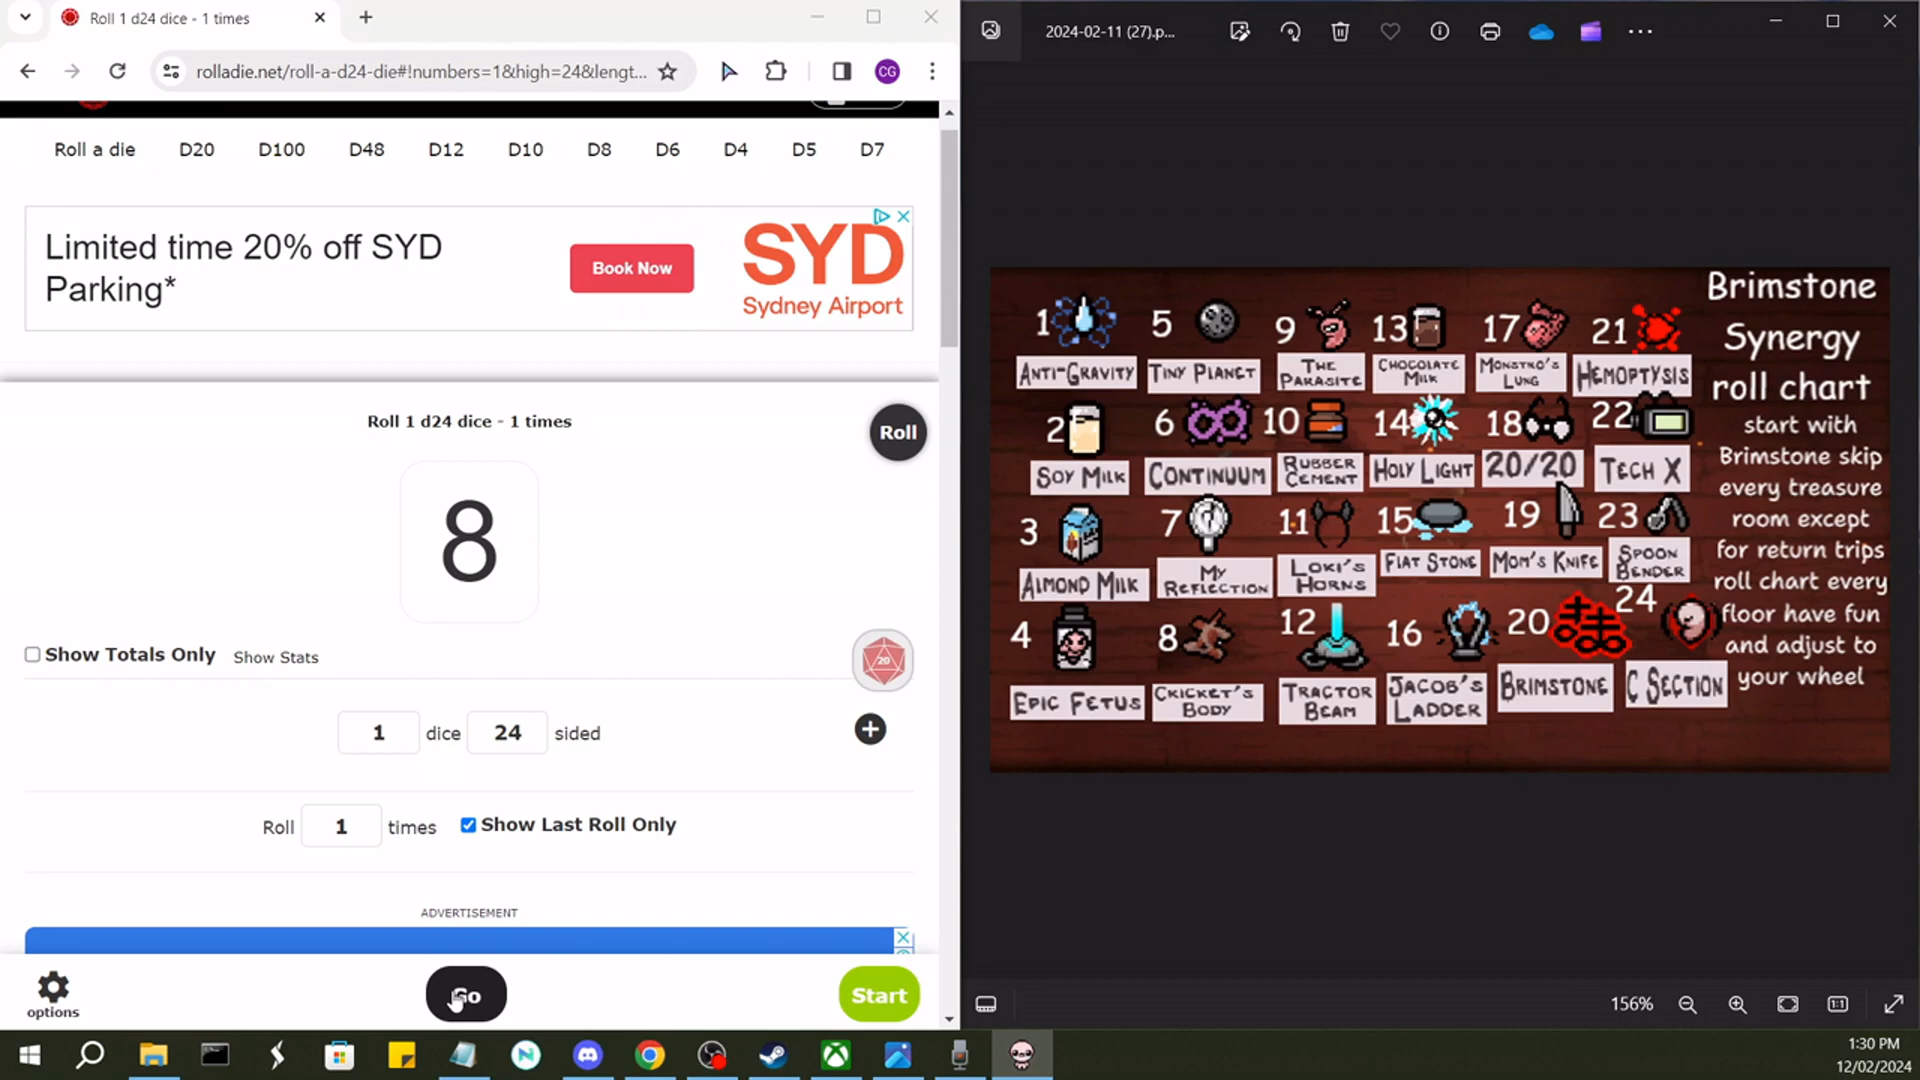 Roll 1 d24 dice - 1 times
rolladie.net/roll-a-d24-die#!numbers=1&high=24&lengt...
CG
Roll a die D20 D100 D48 D12 D10 D8 D6 D4 D5 D7
Limited time 20% off SYD
Parking*
Book Now
SYD
Sydney Airport
Roll 1 d24 dice - 1 times
Roll
8
Show Totals Only Show Stats
20
1 dice 24 sided
Roll 1 times Show Last Roll Only
ADVERTISEMENT
options
Go
Start
2024-02-11 (27).p...
1 5 9 13 17 21
ANTI-GRAVITY TINY PLANET THE PARASITE CHOCOLATE MILK MONSTRO'S LUNG HEMOPTYSIS
2 6 10 14 18 22
SOY MILK CONTINUUM RUBBER CEMENT HOLY LIGHT 20/20 TECH X
3 7 11 15 19 23
ALMOND MILK MY REFLECTION LOKI'S HORNS FLAT STONE MOM'S KNIFE SPOON BENDER
4 8 12 16 20 24
EPIC FETUS CRICKET'S BODY TRACTOR BEAM JACOB'S LADDER BRIMSTONE C SECTION
Brimstone
Synergy
roll chart
start with
Brimstone skip
every treasure
room except
for return trips
roll chart every
floor have fun
and adjust to
your wheel
156%
1:1
1:30 PM
12/02/2024